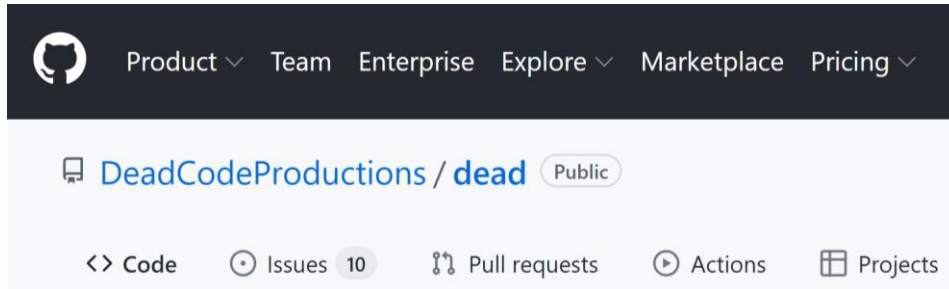 Product Team Enterprise Explore Marketplace Pricing
DeadCodeProductions / dead Public
Code Issues 10 Pull requests Actions Projects